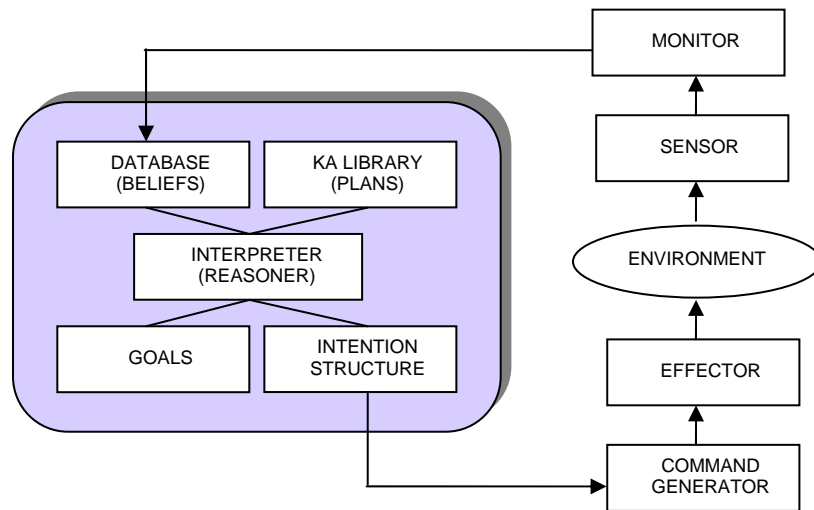 MONITOR
SENSOR
DATABASE
(BELIEFS)
KA LIBRARY
(PLANS)
INTERPRETER
(REASONER)
ENVIRONMENT
GOALS
INTENTION
STRUCTURE
EFFECTOR
COMMAND
GENERATOR